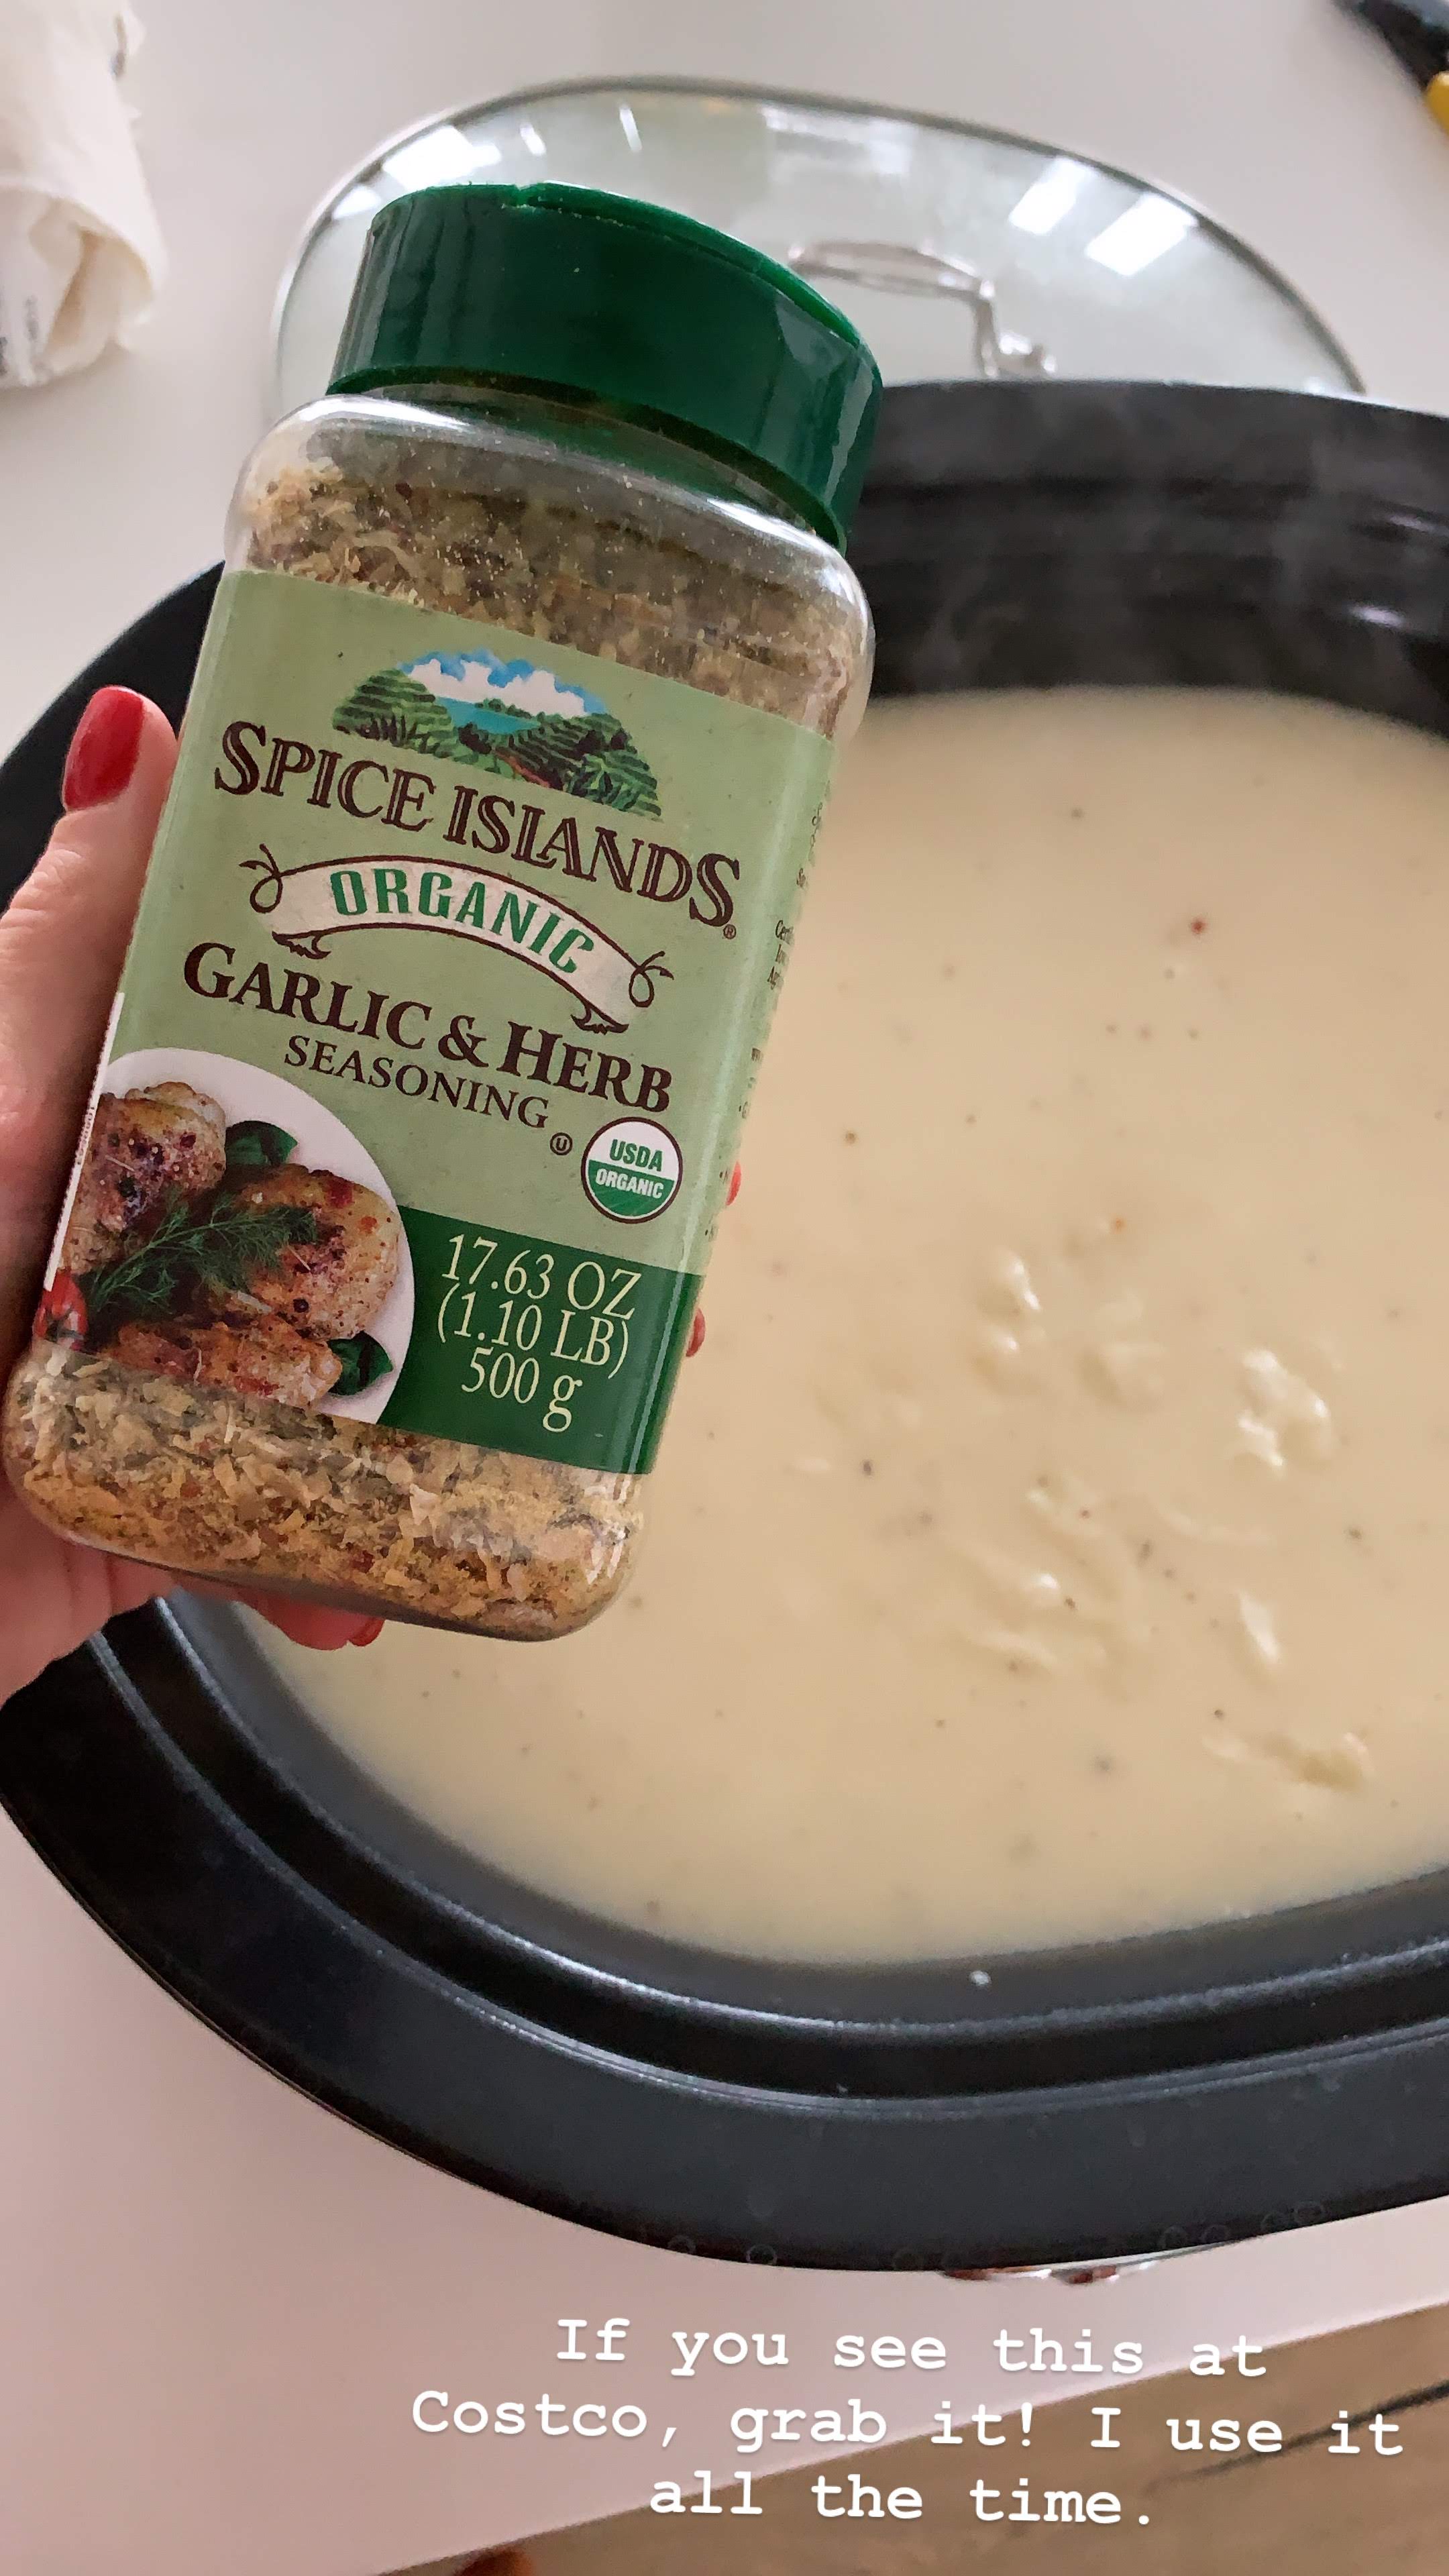 SPICE ISLANDS®
ORGANIC
GARLIC & HERB
SEASONING
U
USDA
ORGANIC
17.63 OZ
(1.10 LB)
500 g
If you see this at
Costco, grab it! I use it
all the time.